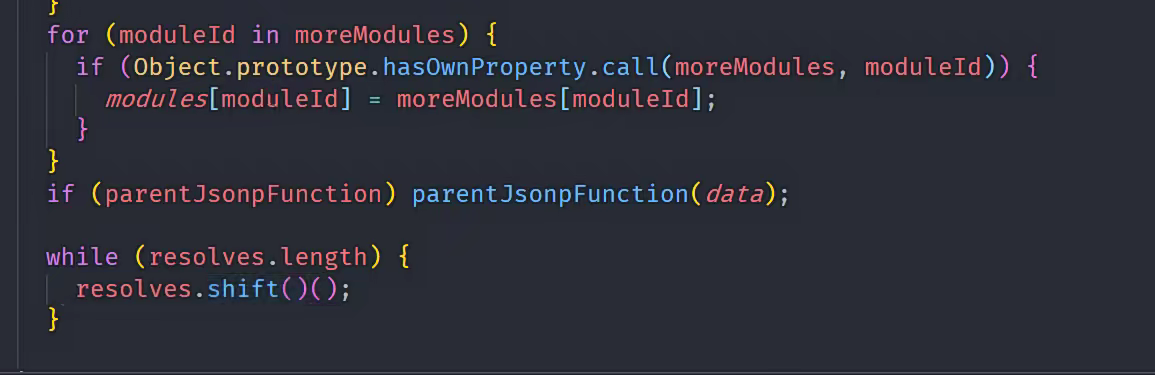 }
for (moduleId in moreModules) {
if (Object.prototype.hasOwnProperty.call(moreModules, moduleId)) {
modules[moduleId] = moreModules[moduleId];
}
}
if (parentJsonpFunction) parentJsonpFunction(data);
while (resolves.length) {
resolves.shift()();
}